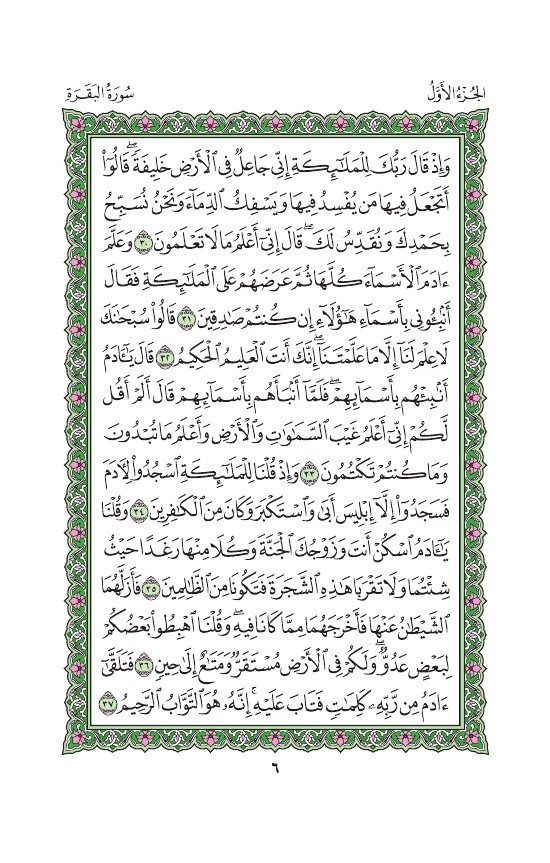 الجُزْءُ الأَوَّلُ
سُورَةُ البَقَرَةِ
وَإِذۡ قَالَ رَبُّكَ لِلۡمَلَٰٓئِكَةِ إِنِّي جَاعِلٞ فِي ٱلۡأَرۡضِ خَلِيفَةٗۖ قَالُوٓاْ
أَتَجۡعَلُ فِيهَا مَن يُفۡسِدُ فِيهَا وَيَسۡفِكُ ٱلدِّمَآءَ وَنَحۡنُ نُسَبِّحُ
بِحَمۡدِكَ وَنُقَدِّسُ لَكَۖ قَالَ إِنِّيٓ أَعۡلَمُ مَا لَا تَعۡلَمُونَ ٣٠ وَعَلَّمَ
ءَادَمَ ٱلۡأَسۡمَآءَ كُلَّهَا ثُمَّ عَرَضَهُمۡ عَلَى ٱلۡمَلَٰٓئِكَةِ فَقَالَ
أَنۢبِـُٔونِي بِأَسۡمَآءِ هَٰٓؤُلَآءِ إِن كُنتُمۡ صَٰدِقِينَ ٣١ قَالُواْ سُبۡحَٰنَكَ
لَا عِلۡمَ لَنَآ إِلَّا مَا عَلَّمۡتَنَآۖ إِنَّكَ أَنتَ ٱلۡعَلِيمُ ٱلۡحَكِيمُ ٣٢ قَالَ يَٰٓـَٔادَمُ
أَنۢبِئۡهُم بِأَسۡمَآئِهِمۡۖ فَلَمَّآ أَنۢبَأَهُم بِأَسۡمَآئِهِمۡ قَالَ أَلَمۡ أَقُل
لَّكُمۡ إِنِّيٓ أَعۡلَمُ غَيۡبَ ٱلسَّمَٰوَٰتِ وَٱلۡأَرۡضِ وَأَعۡلَمُ مَا تُبۡدُونَ
وَمَا كُنتُمۡ تَكۡتُمُونَ ٣٣ وَإِذۡ قُلۡنَا لِلۡمَلَٰٓئِكَةِ ٱسۡجُدُواْ لِأٓدَمَ
فَسَجَدُوٓاْ إِلَّآ إِبۡلِيسَ أَبَىٰ وَٱسۡتَكۡبَرَ وَكَانَ مِنَ ٱلۡكَٰفِرِينَ ٣٤ وَقُلۡنَا
يَٰٓـَٔادَمُ ٱسۡكُنۡ أَنتَ وَزَوۡجُكَ ٱلۡجَنَّةَ وَكُلَا مِنۡهَا رَغَدًا حَيۡثُ
شِئۡتُمَا وَلَا تَقۡرَبَا هَٰذِهِ ٱلشَّجَرَةَ فَتَكُونَا مِنَ ٱلظَّٰلِمِينَ ٣٥ فَأَزَلَّهُمَا
ٱلشَّيۡطَٰنُ عَنۡهَا فَأَخۡرَجَهُمَا مِمَّا كَانَا فِيهِۖ وَقُلۡنَا ٱهۡبِطُواْ بَعۡضُكُمۡ
لِبَعۡضٍ عَدُوّٞۖ وَلَكُمۡ فِي ٱلۡأَرۡضِ مُسۡتَقَرّٞ وَمَتَٰعٌ إِلَىٰ حِينٖ ٣٦ فَتَلَقَّىٰٓ
ءَادَمُ مِن رَّبِّهِۦ كَلِمَٰتٖ فَتَابَ عَلَيۡهِۚ إِنَّهُۥ هُوَ ٱلتَّوَّابُ ٱلرَّحِيمُ ٣٧
٦